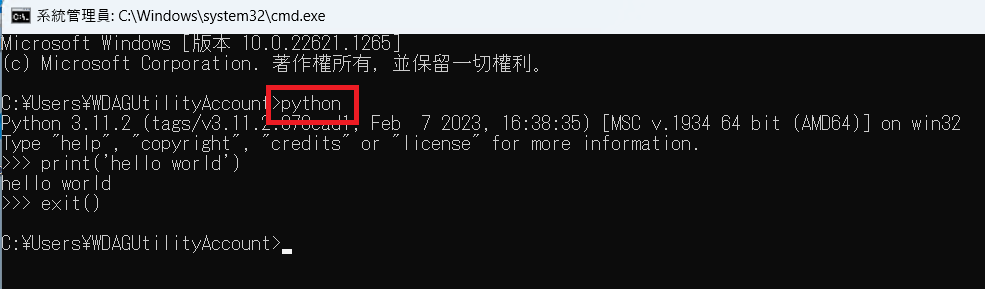 系統管理員: C:\Windows\system32\cmd.exe
Microsoft Windows [版本 10.0.22621.1265]
(c) Microsoft Corporation. 著作權所有，並保留一切權利。
C:¥Users¥WDAGUtilityAccount>python
Python 3.11.2 (tags/v3.11.2:878ead1, Feb  7 2023, 16:38:35) [MSC v.1934 64 bit (AMD64)] on win32
Type "help", "copyright", "credits" or "license" for more information.
>>> print('hello world')
hello world
>>> exit()
C:¥Users¥WDAGUtilityAccount>